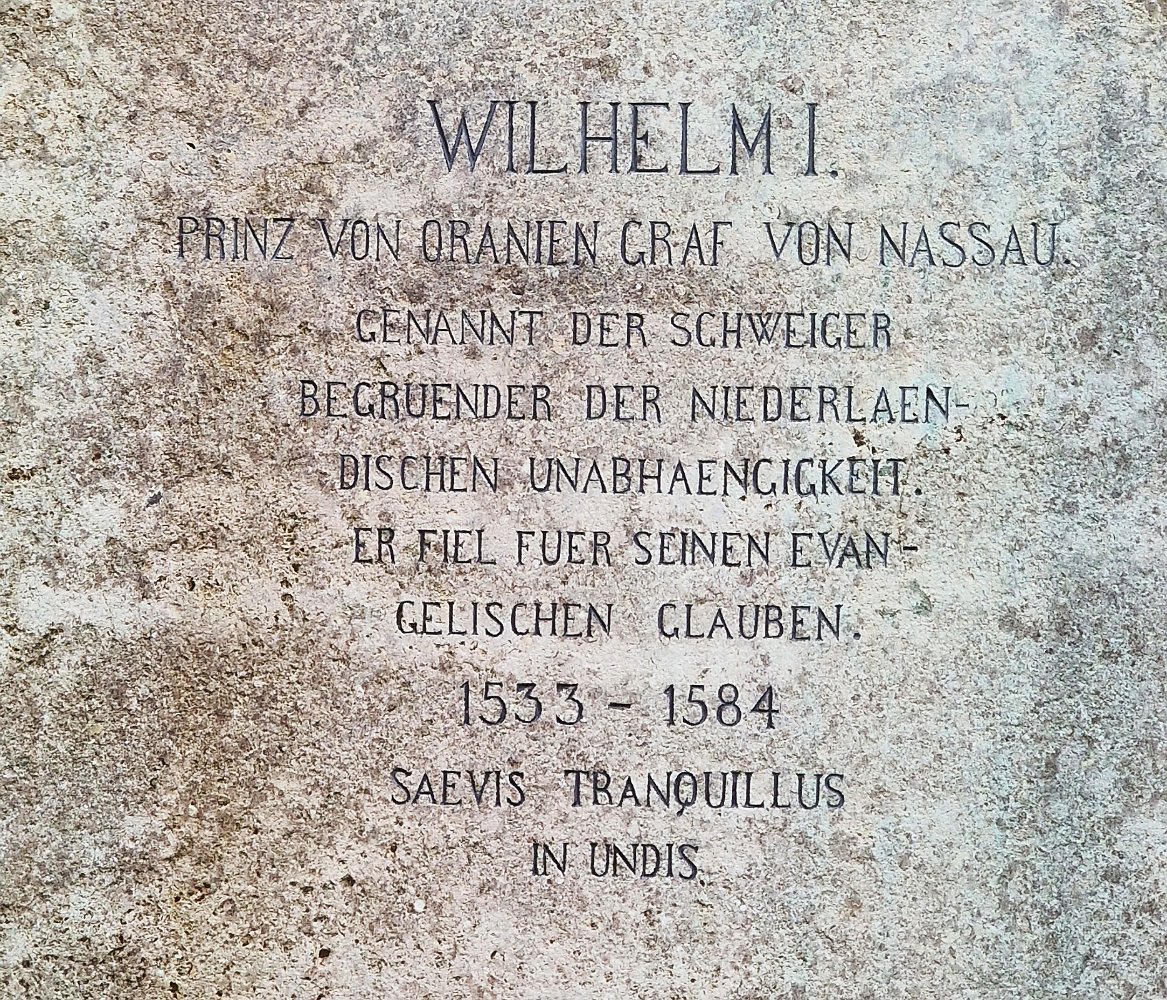 WILHELM I.
PRINZ VON ORANIEN GRAF VON NASSAU.
GENANNT DER SCHWEIGER
BEGRUENDER DER NIEDERLAEN-
DISCHEN UNABHAENGIGKEIT.
ER FIEL FUER SEINEN EVAN-
GELISCHEN GLAUBEN.
1533 - 1584
SAEVIS TRANQUILLUS
IN UNDIS.